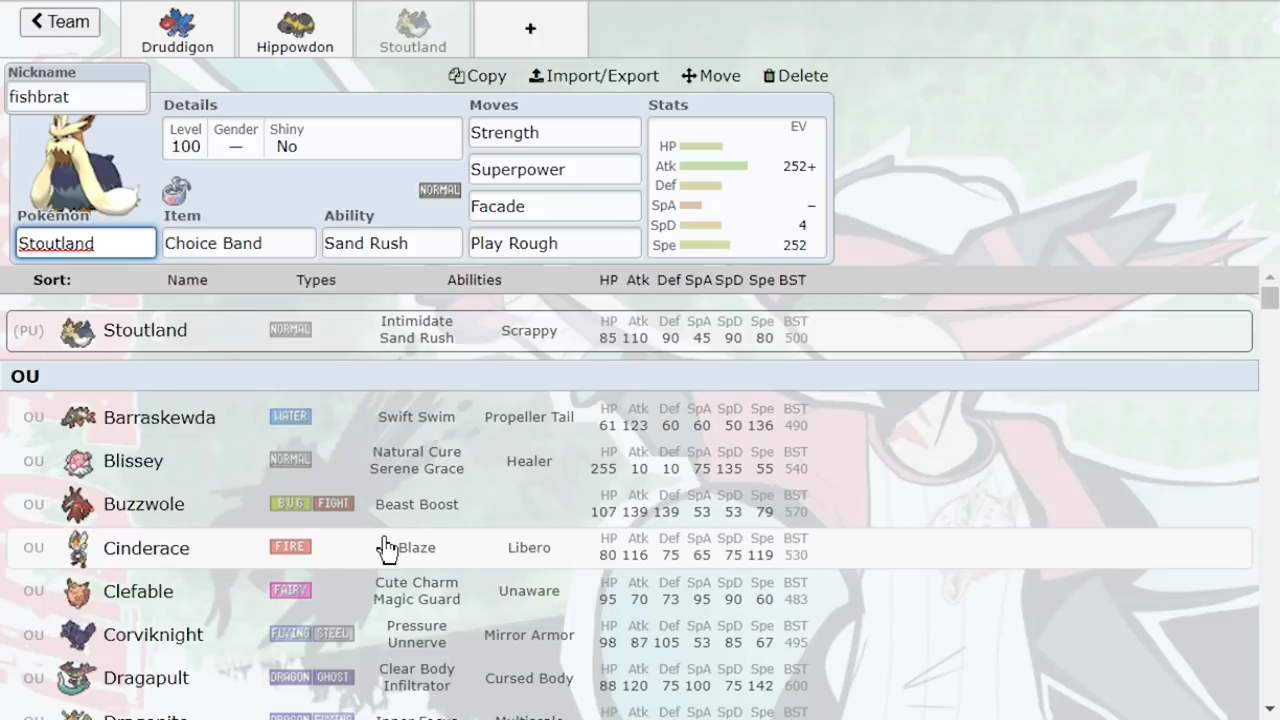 Team
Druddigon
Hippowdon
Stoutland
+
Nickname
fishbrat
Copy
Import/Export
Move
Delete
Details
Level
100
Gender
—
Shiny
No
NORMAL
Pokémon
Stoutland
Item
Choice Band
Ability
Sand Rush
Moves
Strength
Superpower
Facade
Play Rough
Stats
EV
HP
Atk 252+
Def
SpA –
SpD 4
Spe 252
Sort: Name Types Abilities HP Atk Def SpA SpD Spe BST
(PU) Stoutland NORMAL Intimidate Sand Rush Scrappy HP Atk Def SpA SpD Spe BST
85 110 90 45 90 80 500
OU
OU Barraskewda WATER Swift Swim Propeller Tail HP Atk Def SpA SpD Spe BST
61 123 60 60 50 136 490
OU Blissey NORMAL Natural Cure Serene Grace Healer HP Atk Def SpA SpD Spe BST
255 10 10 75 135 55 540
OU Buzzwole BUG FIGHT Beast Boost HP Atk Def SpA SpD Spe BST
107 139 139 53 53 79 570
OU Cinderace FIRE Blaze Libero HP Atk Def SpA SpD Spe BST
80 116 75 65 75 119 530
OU Clefable FAIRY Cute Charm Magic Guard Unaware HP Atk Def SpA SpD Spe BST
95 70 73 95 90 60 483
OU Corviknight FLYING STEEL Pressure Unnerve Mirror Armor HP Atk Def SpA SpD Spe BST
98 87 105 53 85 67 495
OU Dragapult DRAGON GHOST Clear Body Infiltrator Cursed Body HP Atk Def SpA SpD Spe BST
88 120 75 100 75 142 600
HP Atk Def SpA SpD Spe BST